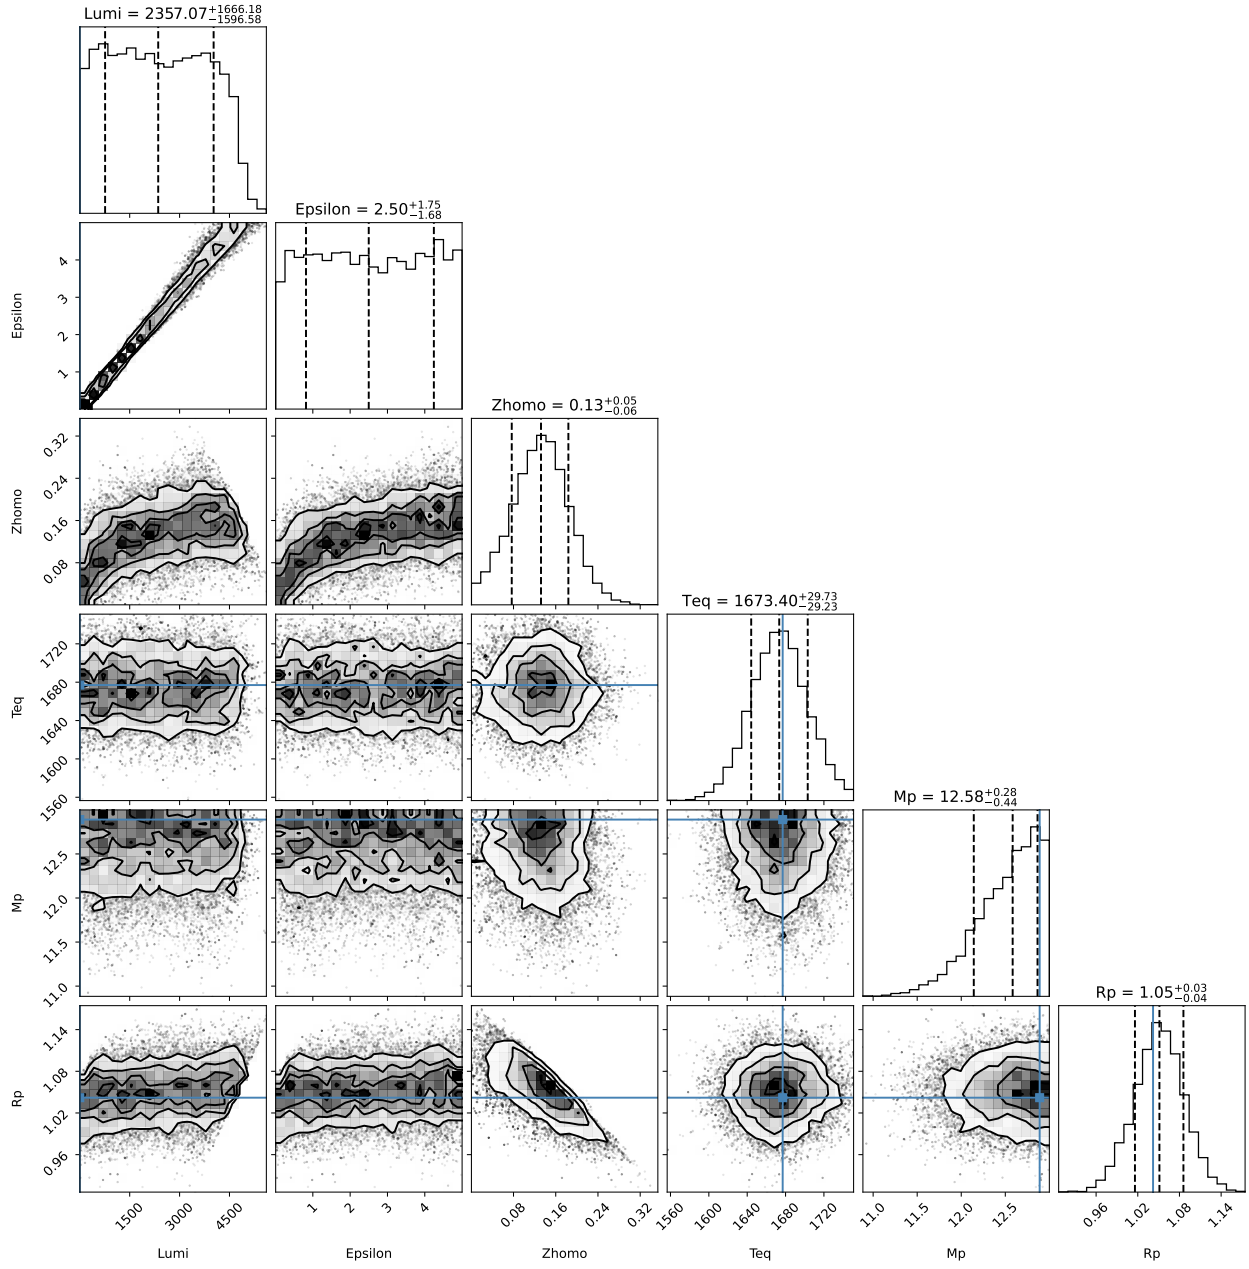 Lumi = 2357.07+1666.18 −1596.58
Epsilon = 2.50+1.75 −1.68
Epsilon
4
3
2
1
Zhomo = 0.13+0.05 −0.06
Zhomo
0.32
0.24
0.16
0.08
Teq = 1673.40+29.73 −29.23
Teq
1720
1680
1640
1600
1560
Mp = 12.58+0.28 −0.44
Mp
12.5
12.0
11.5
11.0
Rp = 1.05+0.03 −0.04
Rp
1.14
1.08
1.02
0.96
1500 3000 4500 1 2 3 4 0.08 0.16 0.24 0.32 1560 1600 1640 1680 1720 11.0 11.5 12.0 12.5 0.96 1.02 1.08 1.14
Lumi Epsilon Zhomo Teq Mp Rp